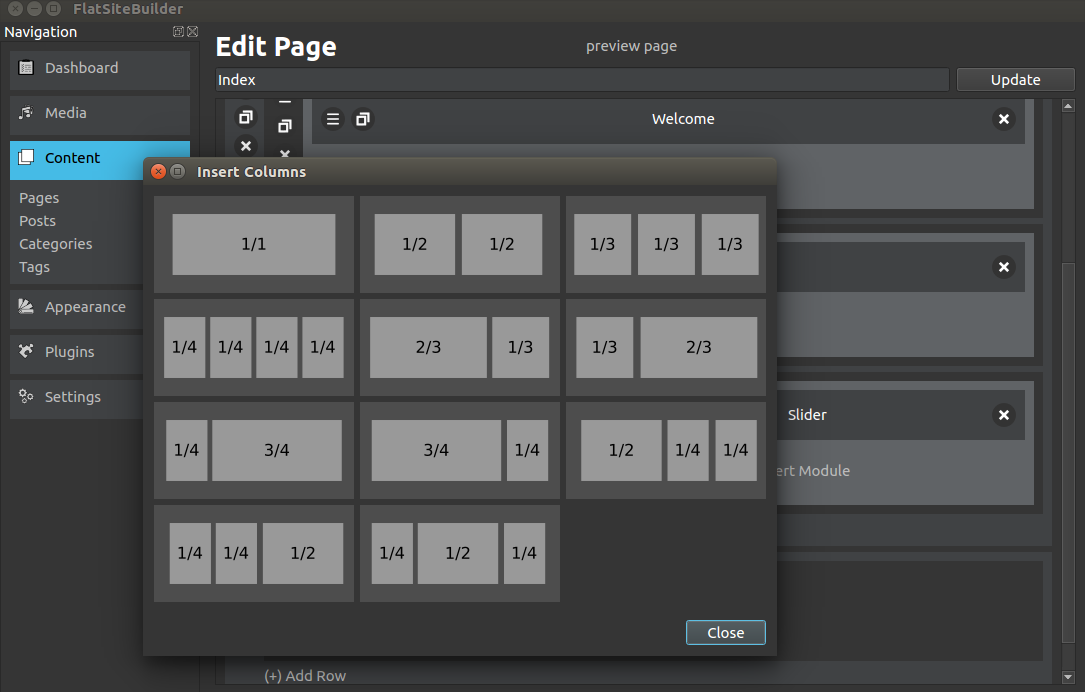 FlatSiteBuilder
Navigation
Dashboard
Media
Content
Pages
Posts
Categories
Tags
Appearance
Plugins
Settings
Edit Page
preview page
Index
Update
Welcome
Slider
ert Module
(+) Add Row
Insert Columns
1/1
1/2 1/2
1/3 1/3 1/3
1/4 1/4 1/4 1/4
2/3 1/3
1/3 2/3
1/4 3/4
3/4 1/4
1/2 1/4 1/4
1/4 1/4 1/2
1/4 1/2 1/4
Close